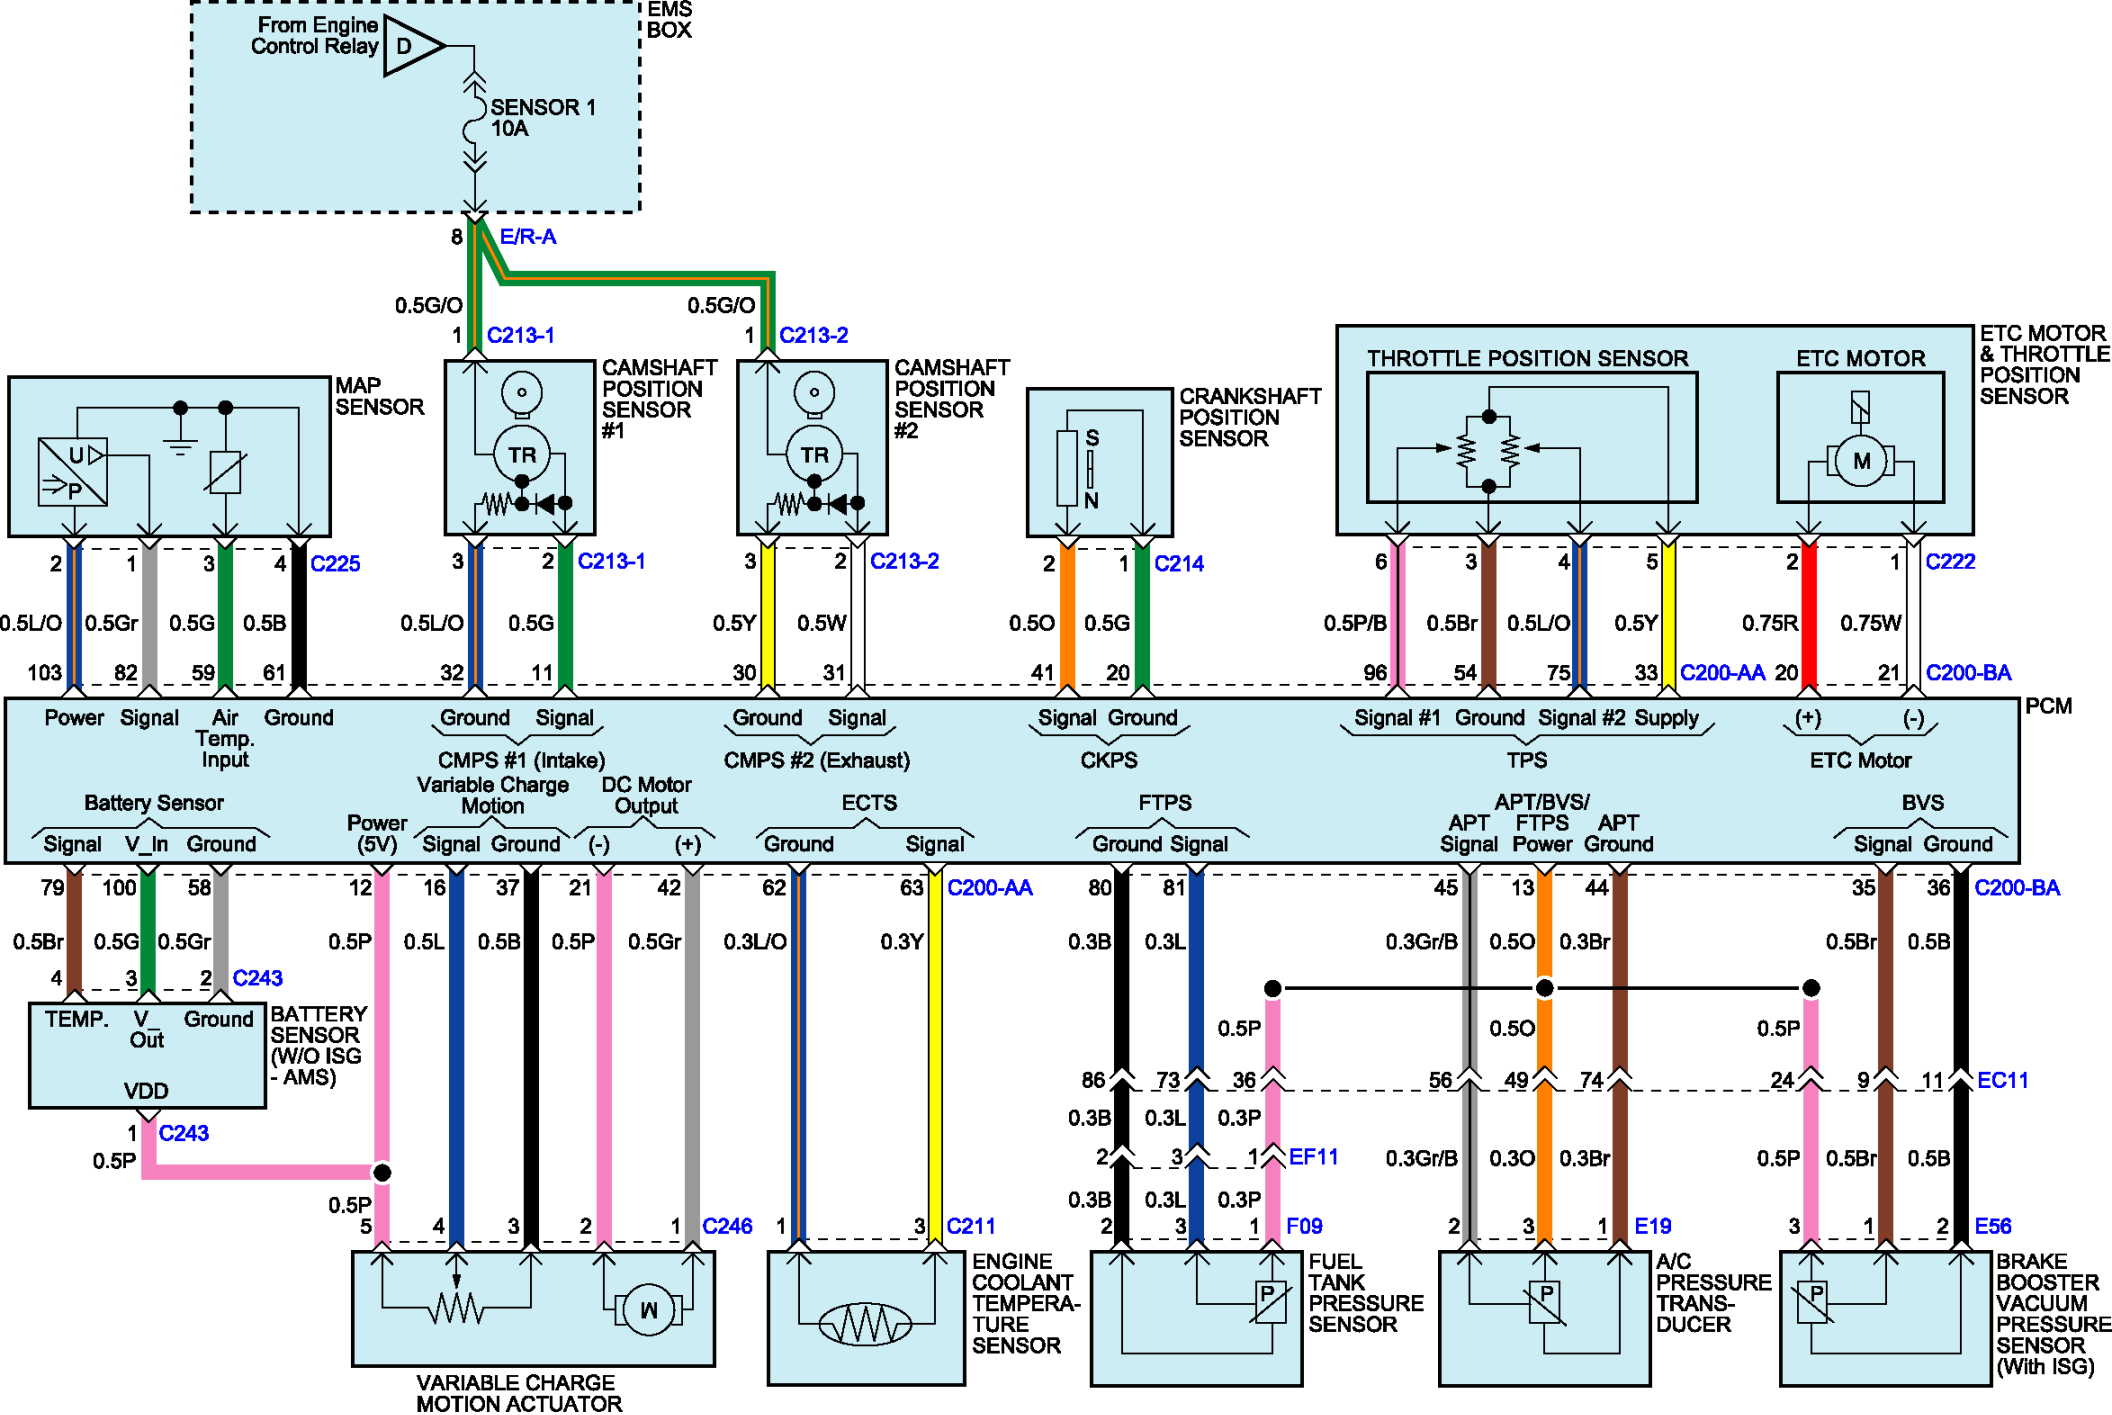 From Engine
Control Relay
D
EMS
BOX
SENSOR 1
10A
8
E/R-A
0.5G/O
0.5G/O
1
C213-1
1
C213-2
MAP
SENSOR
U
P
CAMSHAFT
POSITION
SENSOR
#1
TR
CAMSHAFT
POSITION
SENSOR
#2
TR
CRANKSHAFT
POSITION
SENSOR
S
N
THROTTLE POSITION SENSOR
ETC MOTOR
M
ETC MOTOR
& THROTTLE
POSITION
SENSOR
2
1
3
4
C225
3
2
C213-1
3
2
C213-2
2
1
C214
6
3
4
5
2
1
C222
0.5L/O
0.5Gr
0.5G
0.5B
0.5L/O
0.5G
0.5Y
0.5W
0.5O
0.5G
0.5P/B
0.5Br
0.5L/O
0.5Y
0.75R
0.75W
103
82
59
61
32
11
30
31
41
20
96
54
75
33
C200-AA
20
21
C200-BA
PCM
Power
Signal
Air
Temp.
Input
Ground
Ground
Signal
CMPS #1 (Intake)
Ground
Signal
CMPS #2 (Exhaust)
Signal
Ground
CKPS
Signal #1
Ground
Signal #2
Supply
TPS
(+)
(-)
ETC Motor
Battery Sensor
Signal
V_In
Ground
Power
(5V)
Variable Charge
Motion
Signal
Ground
DC Motor
Output
(-)
(+)
ECTS
Ground
Signal
FTPS
Ground
Signal
APT
Signal
APT/BVS/
FTPS
Power
APT
Ground
BVS
Signal
Ground
79
100
58
12
16
37
21
42
62
63
C200-AA
80
81
45
13
44
35
36
C200-BA
0.5Br
0.5G
0.5Gr
0.5P
0.5L
0.5B
0.5P
0.5Gr
0.3L/O
0.3Y
0.3B
0.3L
0.3Gr/B
0.5O
0.3Br
0.5Br
0.5B
4
3
2
C243
TEMP.
V_
Out
Ground
VDD
BATTERY
SENSOR
(W/O ISG
- AMS)
1
C243
0.5P
0.5P
0.5P
0.5O
0.5P
86
73
36
56
49
74
24
9
11
EC11
0.3B
0.3L
0.3P
2
3
1
EF11
0.3Gr/B
0.3O
0.3Br
0.5P
0.5Br
0.5B
0.3B
0.3L
0.3P
5
4
3
2
1
C246
1
3
C211
2
3
1
F09
2
3
1
E19
3
1
2
E56
M
VARIABLE CHARGE
MOTION ACTUATOR
ENGINE
COOLANT
TEMPERA-
TURE
SENSOR
P
FUEL
TANK
PRESSURE
SENSOR
P
A/C
PRESSURE
TRANS-
DUCER
P
BRAKE
BOOSTER
VACUUM
PRESSURE
SENSOR
(With ISG)